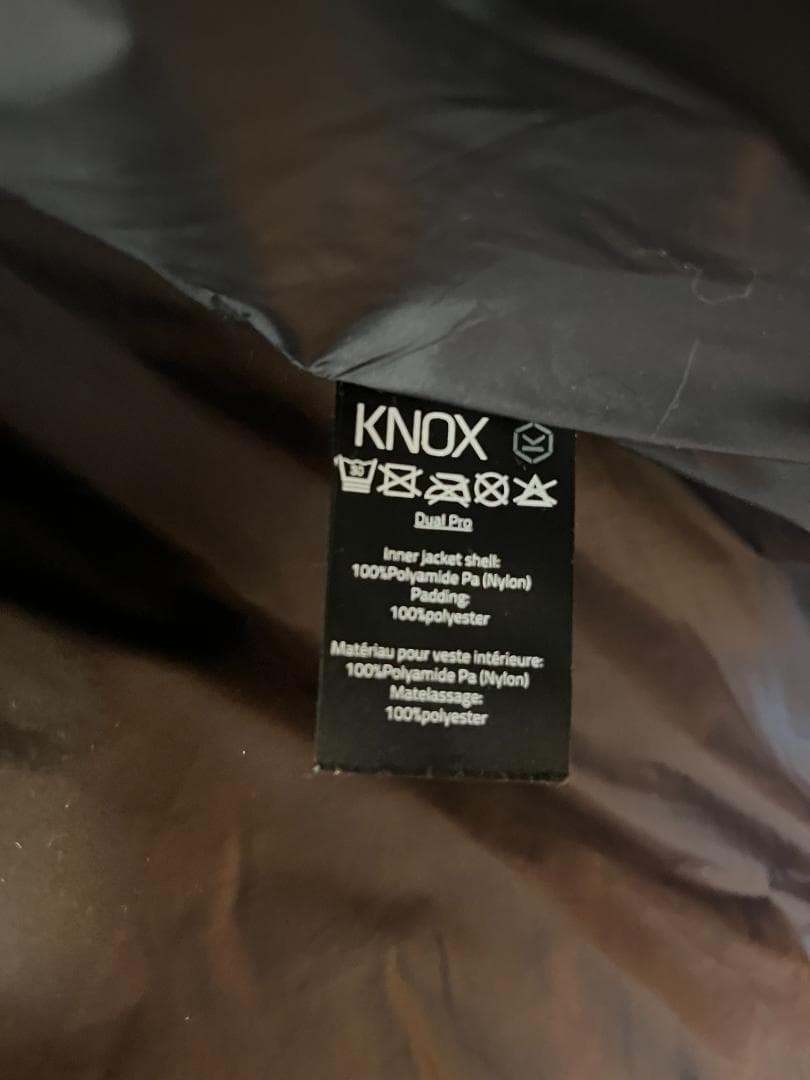 KNOX
30
Dual Pro
Inner jacket shell:
100%Polyamide Pa (Nylon)
Padding:
100%polyester
Matériau pour veste intérieure:
100%Polyamide Pa (Nylon)
Matelassage:
100%polyester